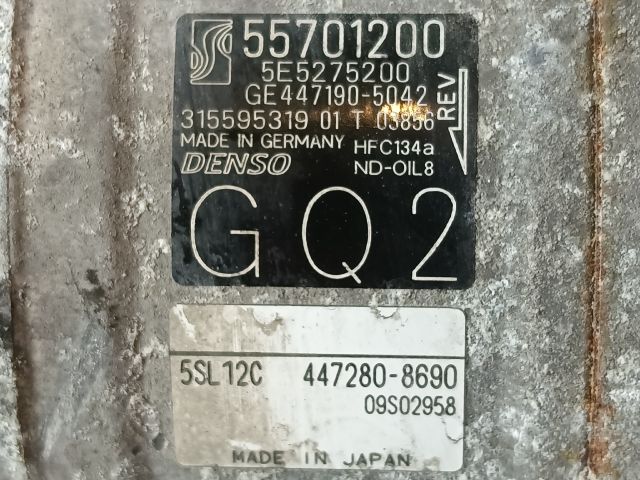 55701200
5E5275200
GE447190-5042
REV
315595319 01 T 03856
MADE IN GERMANY HFC134a
DENSO ND-OIL8
GQ2
5SL12C 447280-8690
09S02958
MADE IN JAPAN